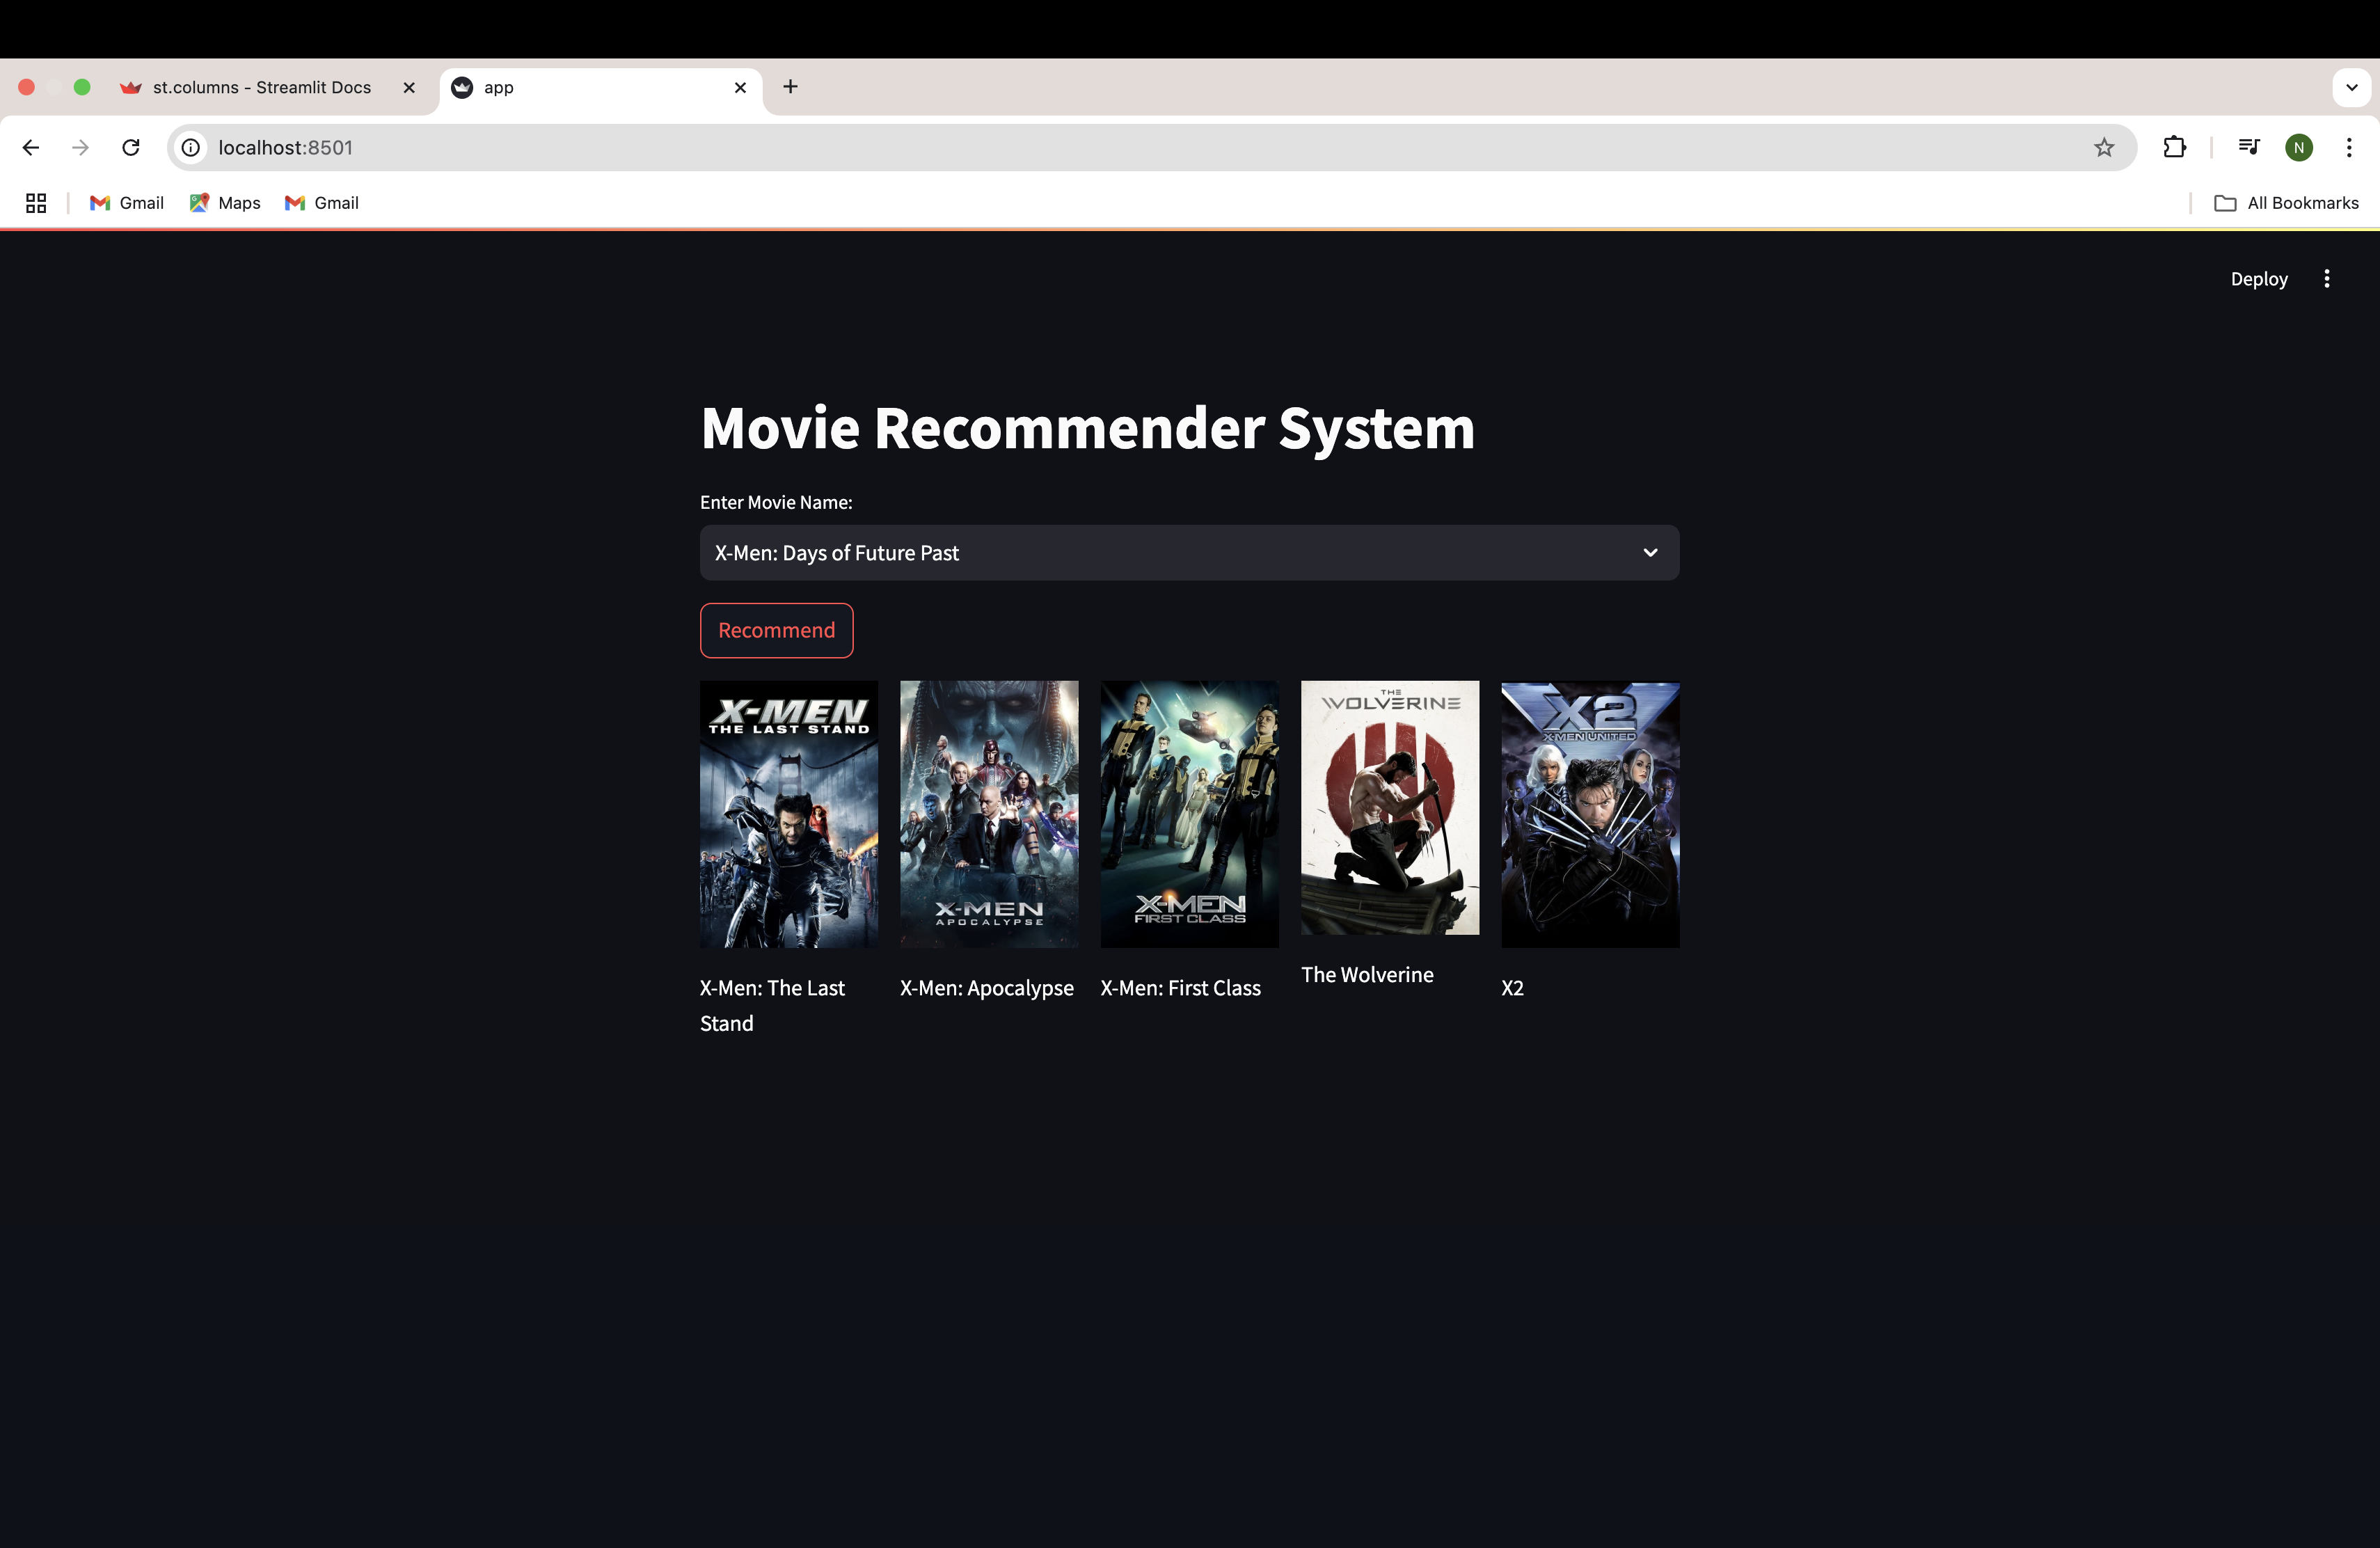 st.columns - Streamlit Docs
app
localhost:8501
N
Gmail
Maps
Gmail
All Bookmarks
Deploy
Movie Recommender System
Enter Movie Name:
X-Men: Days of Future Past
Recommend
X-MEN
THE LAST STAND
X-MEN
APOCALYPSE
X-MEN
FIRST CLASS
THE
WOLVERINE
X2
X-MEN UNITED
X-Men: The Last
Stand
X-Men: Apocalypse
X-Men: First Class
The Wolverine
X2